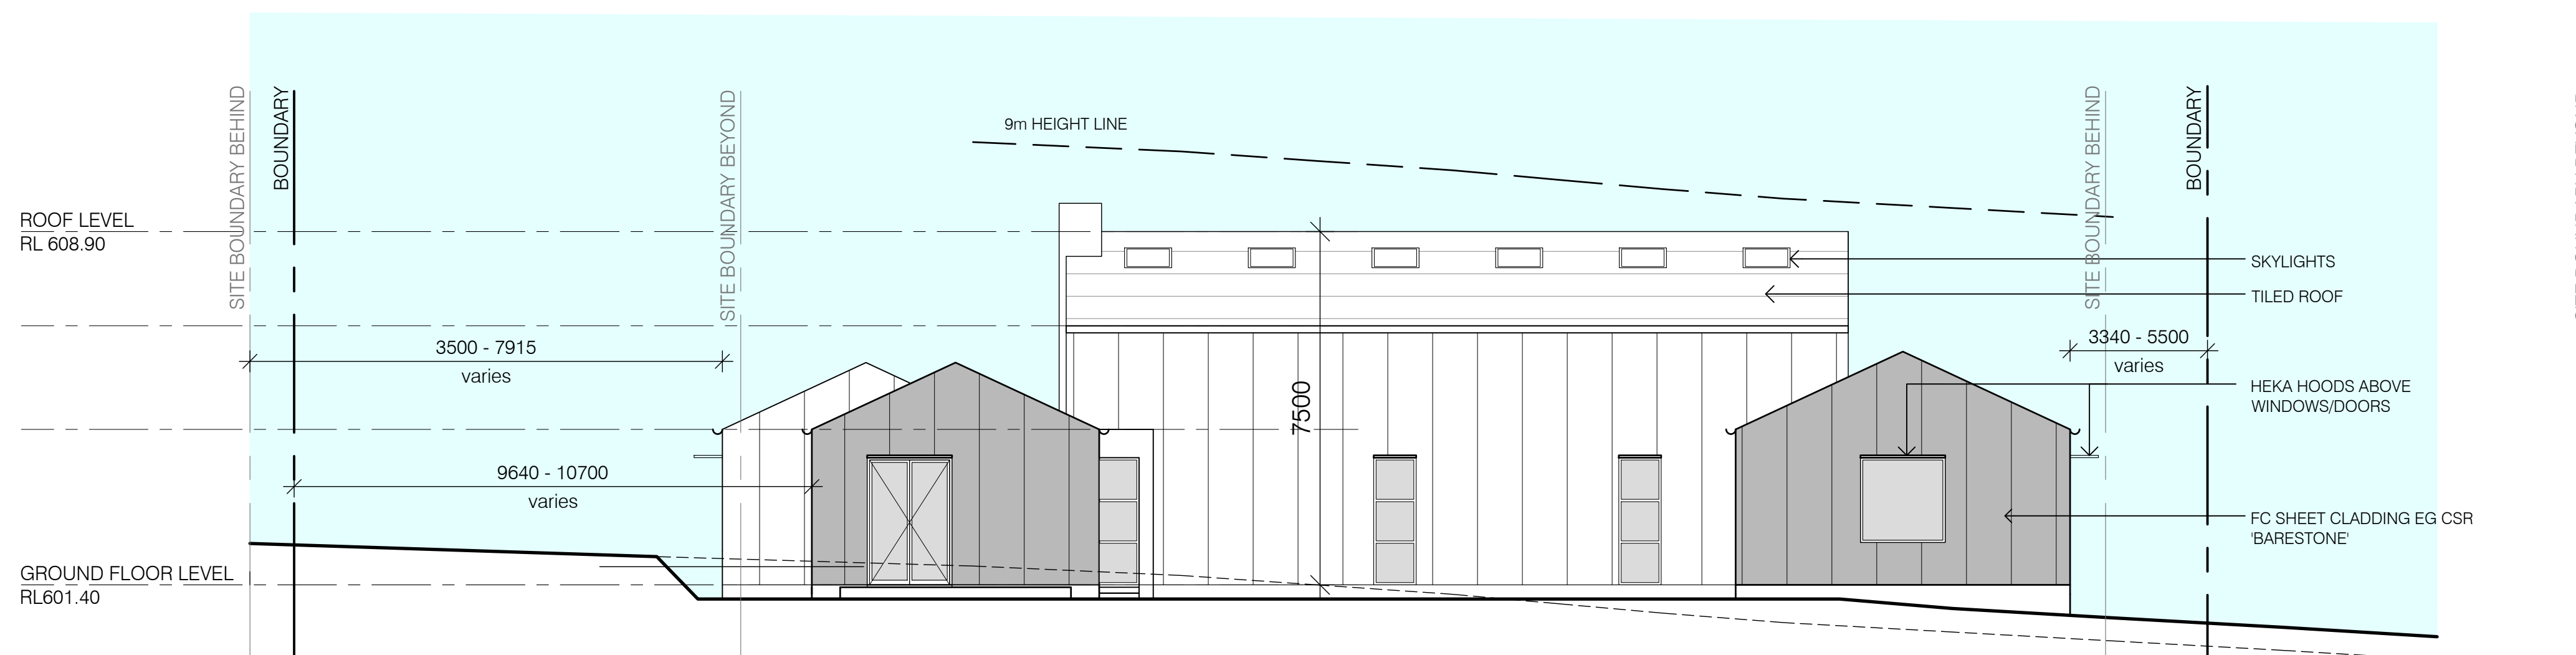 SITE BOUNDARY BEHIND
BOUNDARY
SITE BOUNDARY BEYOND
9m HEIGHT LINE
SITE BOUNDARY BEHIND
BOUNDARY
ROOF LEVEL
RL 608.90
SKYLIGHTS
TILED ROOF
3500 - 7915
varies
3340 - 5500
varies
7500
HEKA HOODS ABOVE
WINDOWS/DOORS
9640 - 10700
varies
FC SHEET CLADDING EG CSR
'BARESTONE'
GROUND FLOOR LEVEL
RL601.40